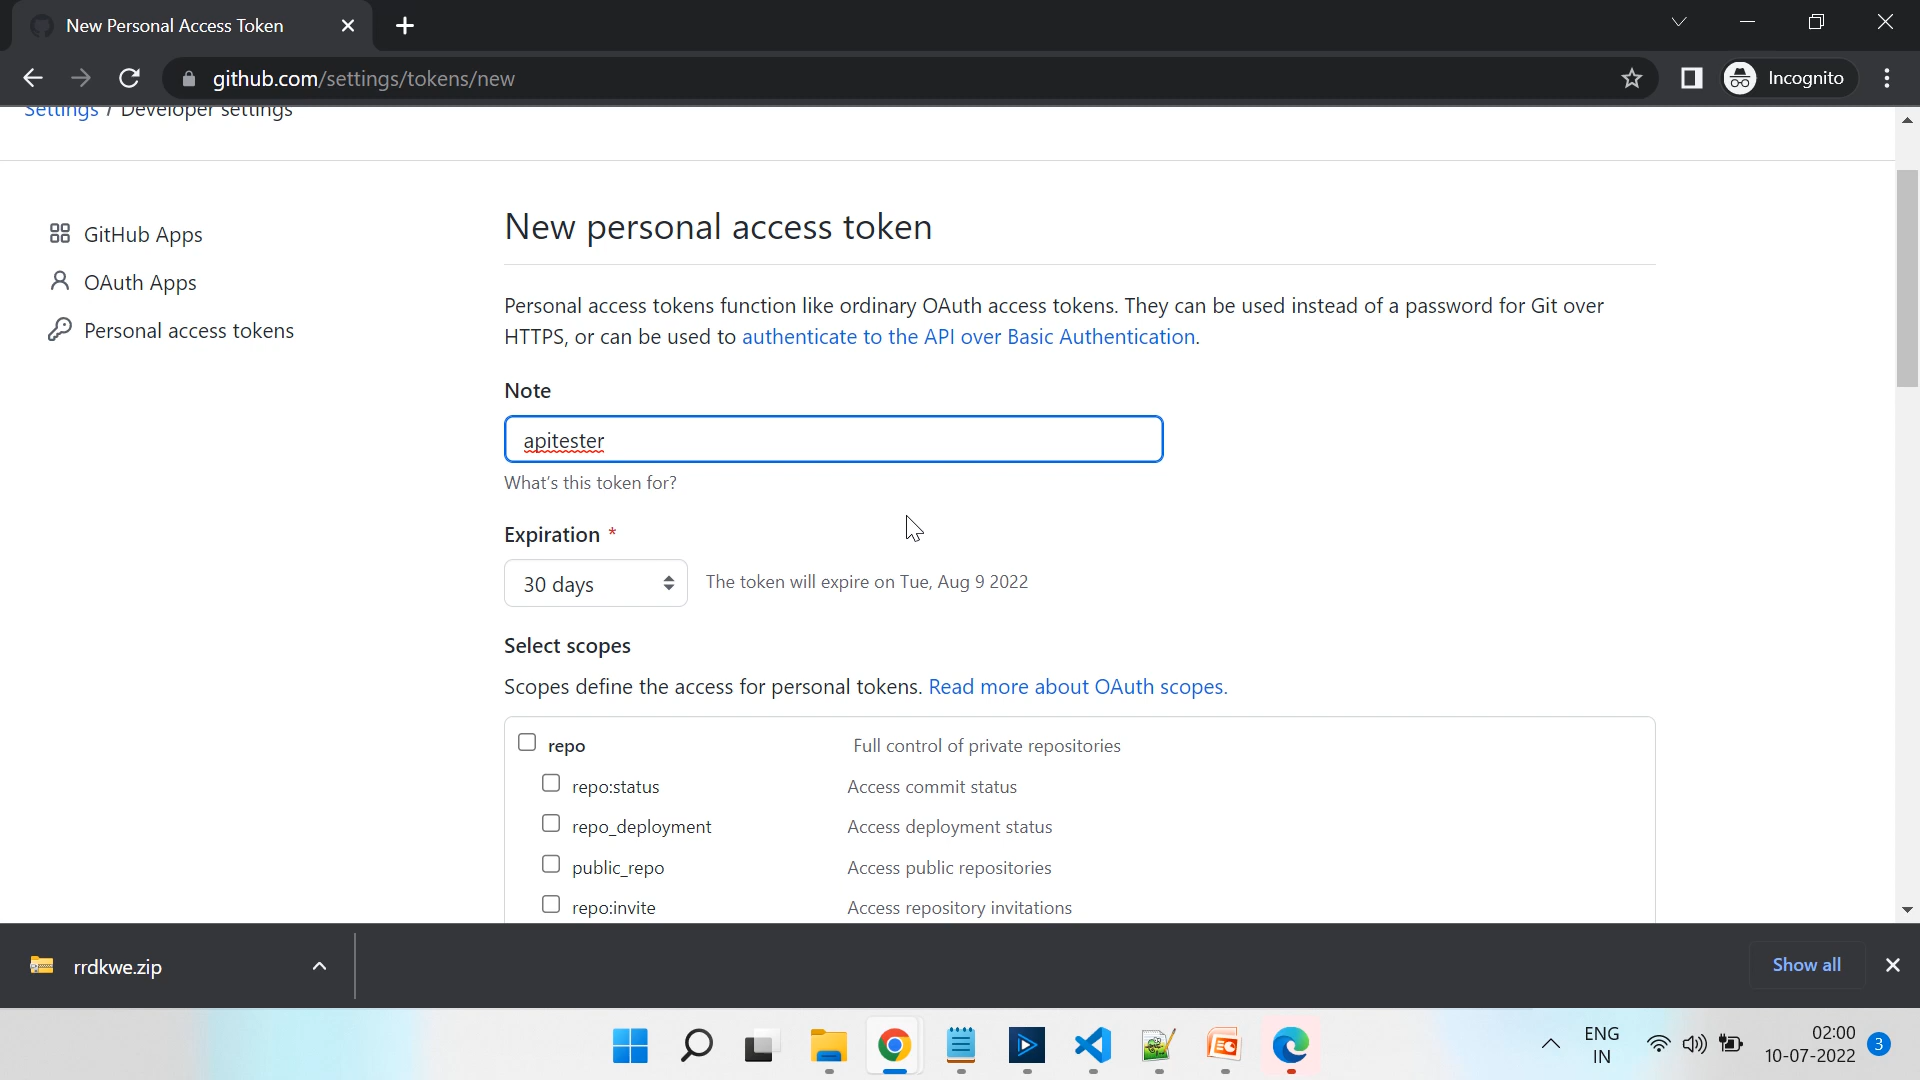 New Personal Access Token
github.com/settings/tokens/new
Incognito
Settings / Developer settings
GitHub Apps
OAuth Apps
Personal access tokens
New personal access token
Personal access tokens function like ordinary OAuth access tokens. They can be used instead of a password for Git over
HTTPS, or can be used to authenticate to the API over Basic Authentication.
Note
apitester
What's this token for?
Expiration *
30 days
The token will expire on Tue, Aug 9 2022
Select scopes
Scopes define the access for personal tokens. Read more about OAuth scopes.
repo Full control of private repositories
repo:status Access commit status
repo_deployment Access deployment status
public_repo Access public repositories
repo:invite Access repository invitations
rrdkwe.zip
Show all
ENG
IN
02:00
10-07-2022
3